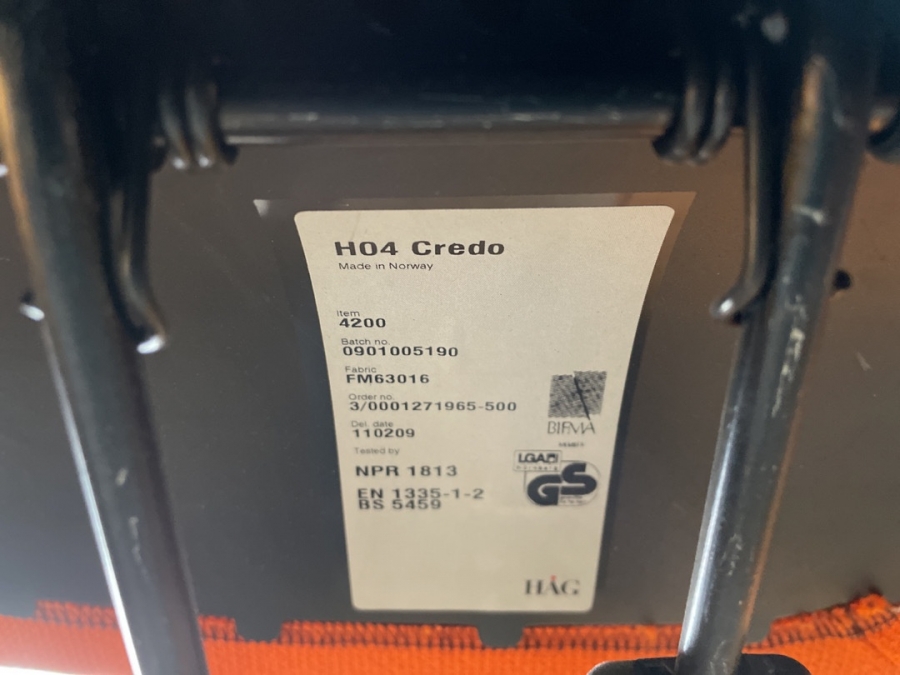 H04 Credo
Made in Norway
Item
4200
Batch no.
0901005190
Fabric
FM63016
Order no.
3/0001271965-500
Del. date
110209
Tested by
NPR 1813
EN 1335-1-2
BS 5459
BIFMA
LGA
GS
HÅG